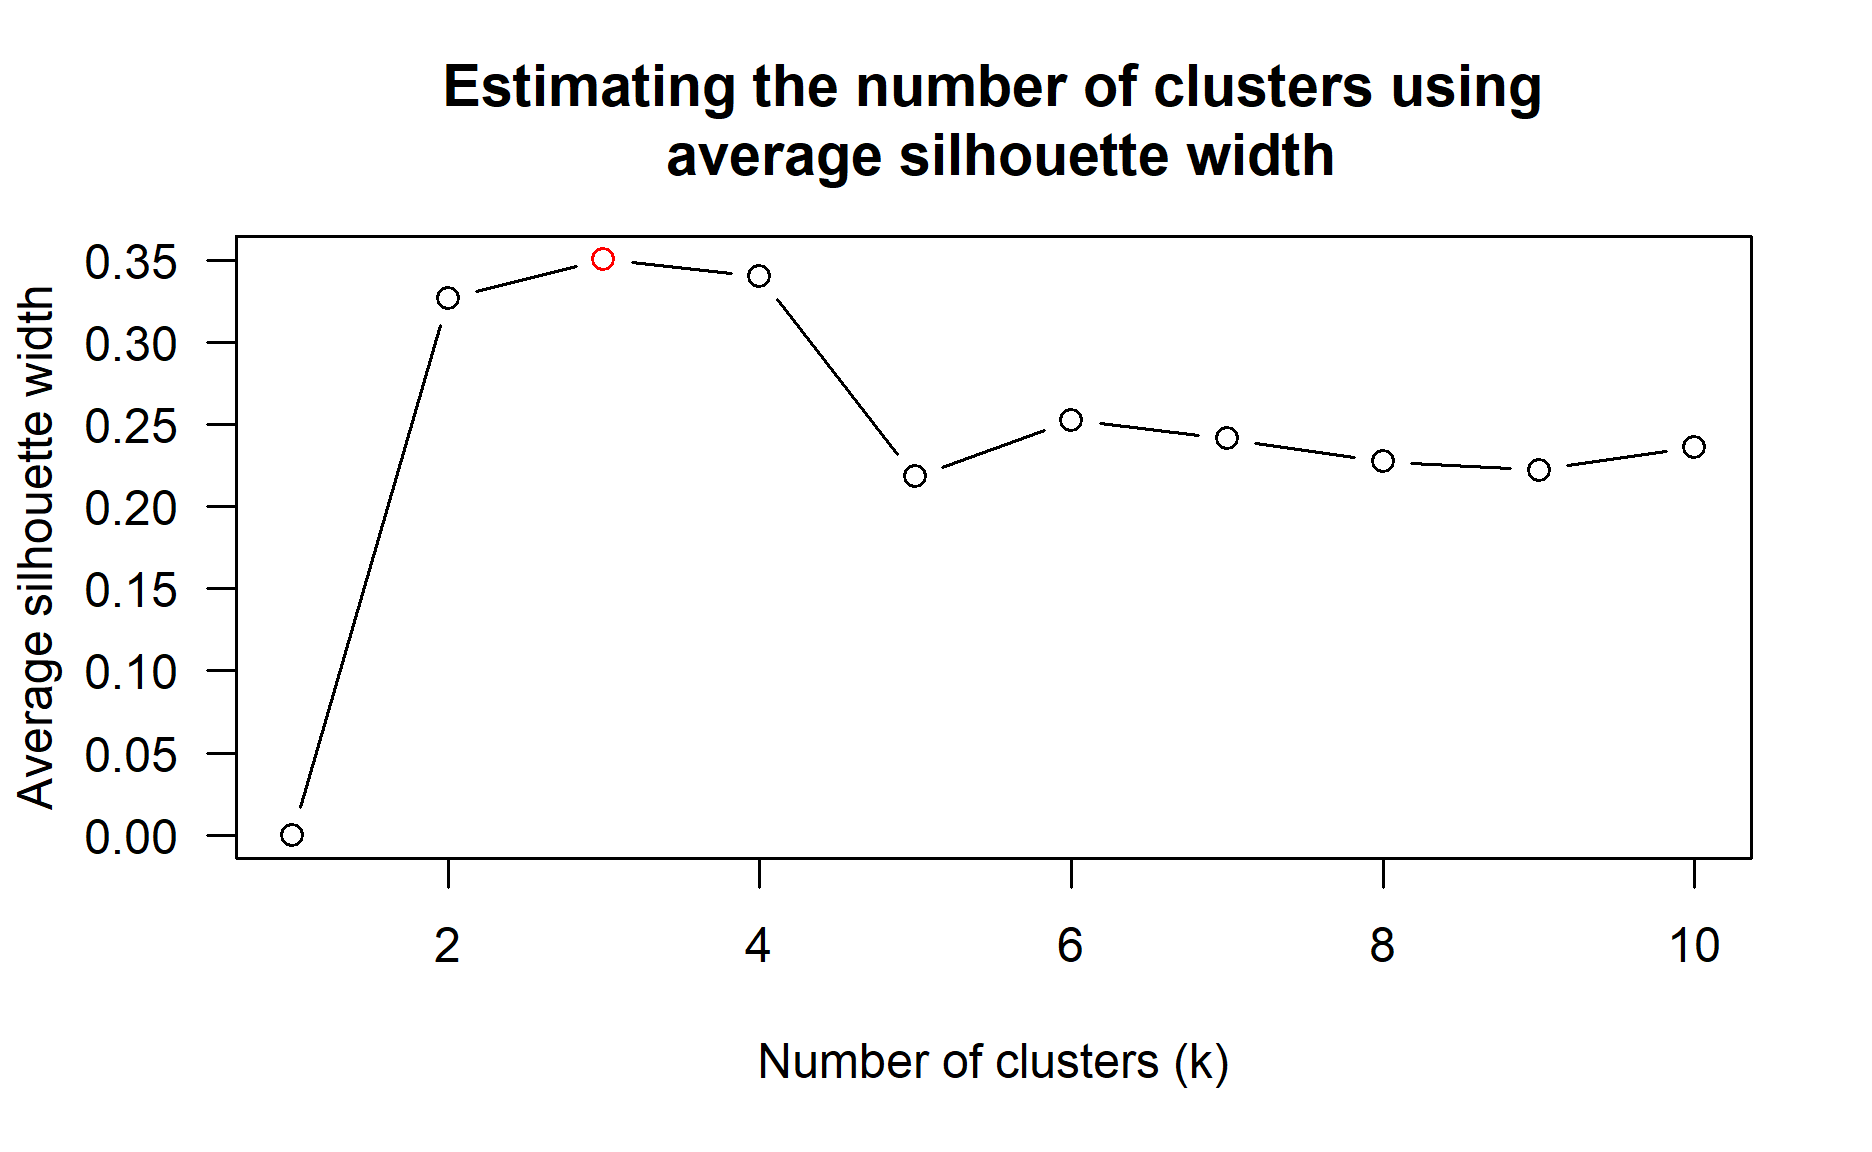 Estimating the number of clusters using
average silhouette width
Average silhouette width
0.35
0.30
0.25
0.20
0.15
0.10
0.05
0.00
2 4 6 8 10
Number of clusters (k)